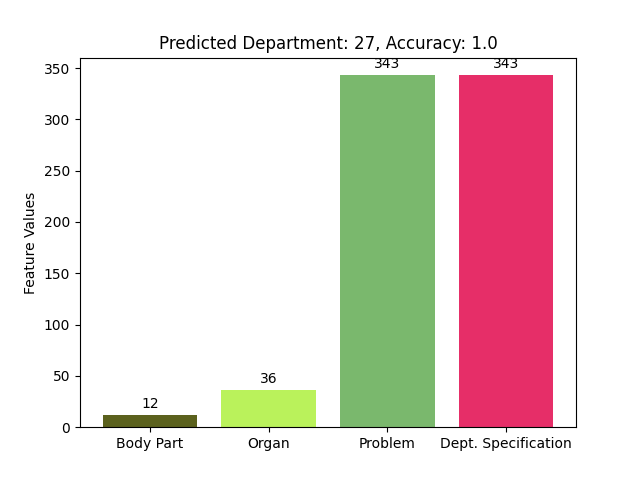 Predicted Department: 27, Accuracy: 1.0
Feature Values
350
300
250
200
150
100
50
0
12
36
343
343
Body Part
Organ
Problem
Dept. Specification